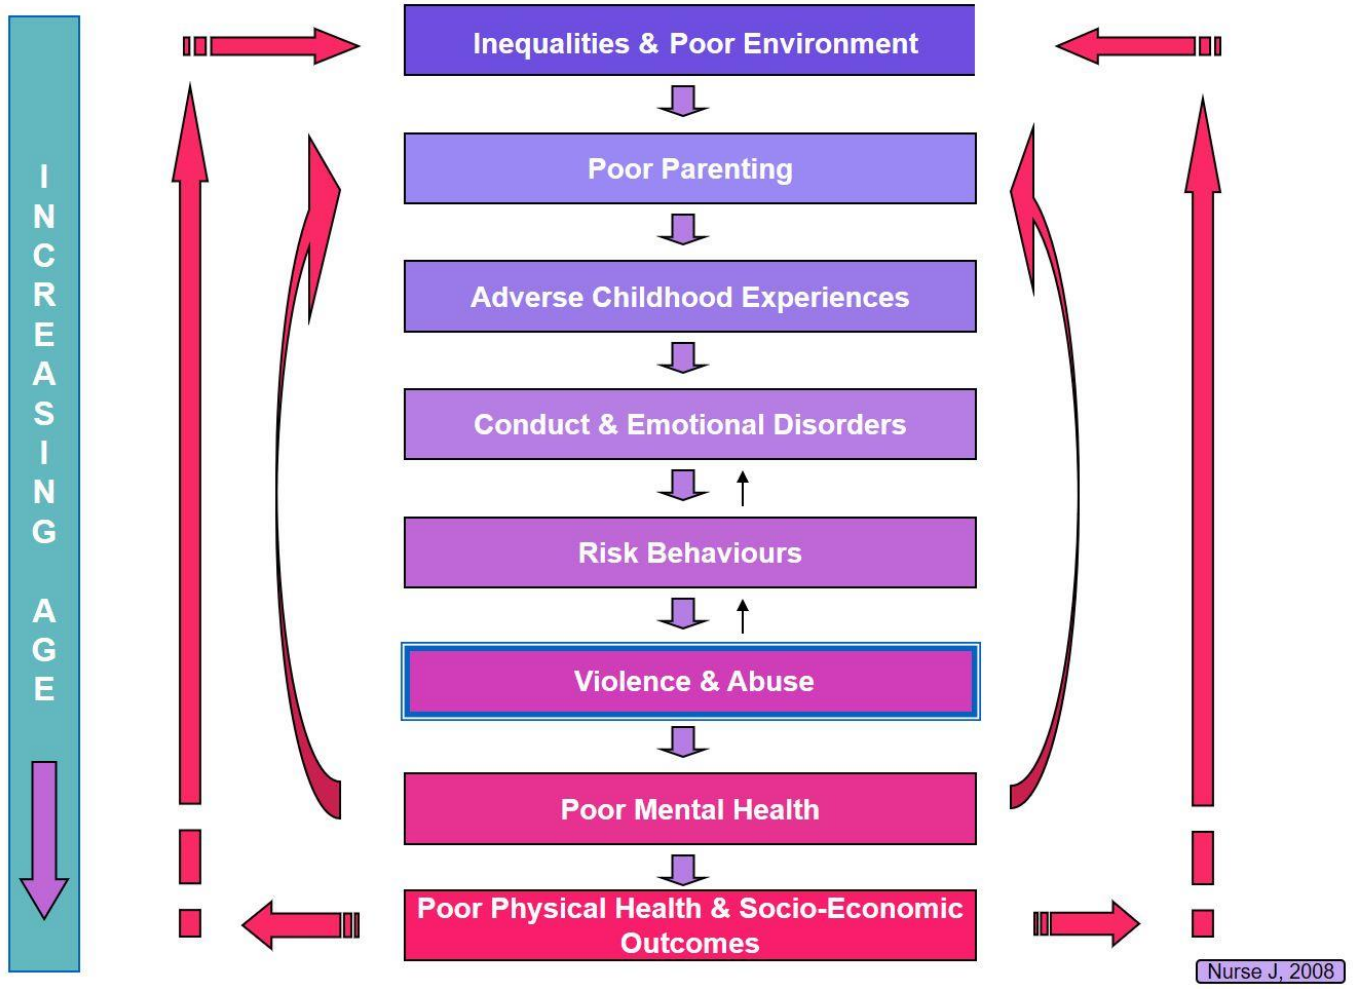 INCREASING AGE
Inequalities & Poor Environment
Poor Parenting
Adverse Childhood Experiences
Conduct & Emotional Disorders
Risk Behaviours
Violence & Abuse
Poor Mental Health
Poor Physical Health & Socio-Economic
Outcomes
Nurse J, 2008